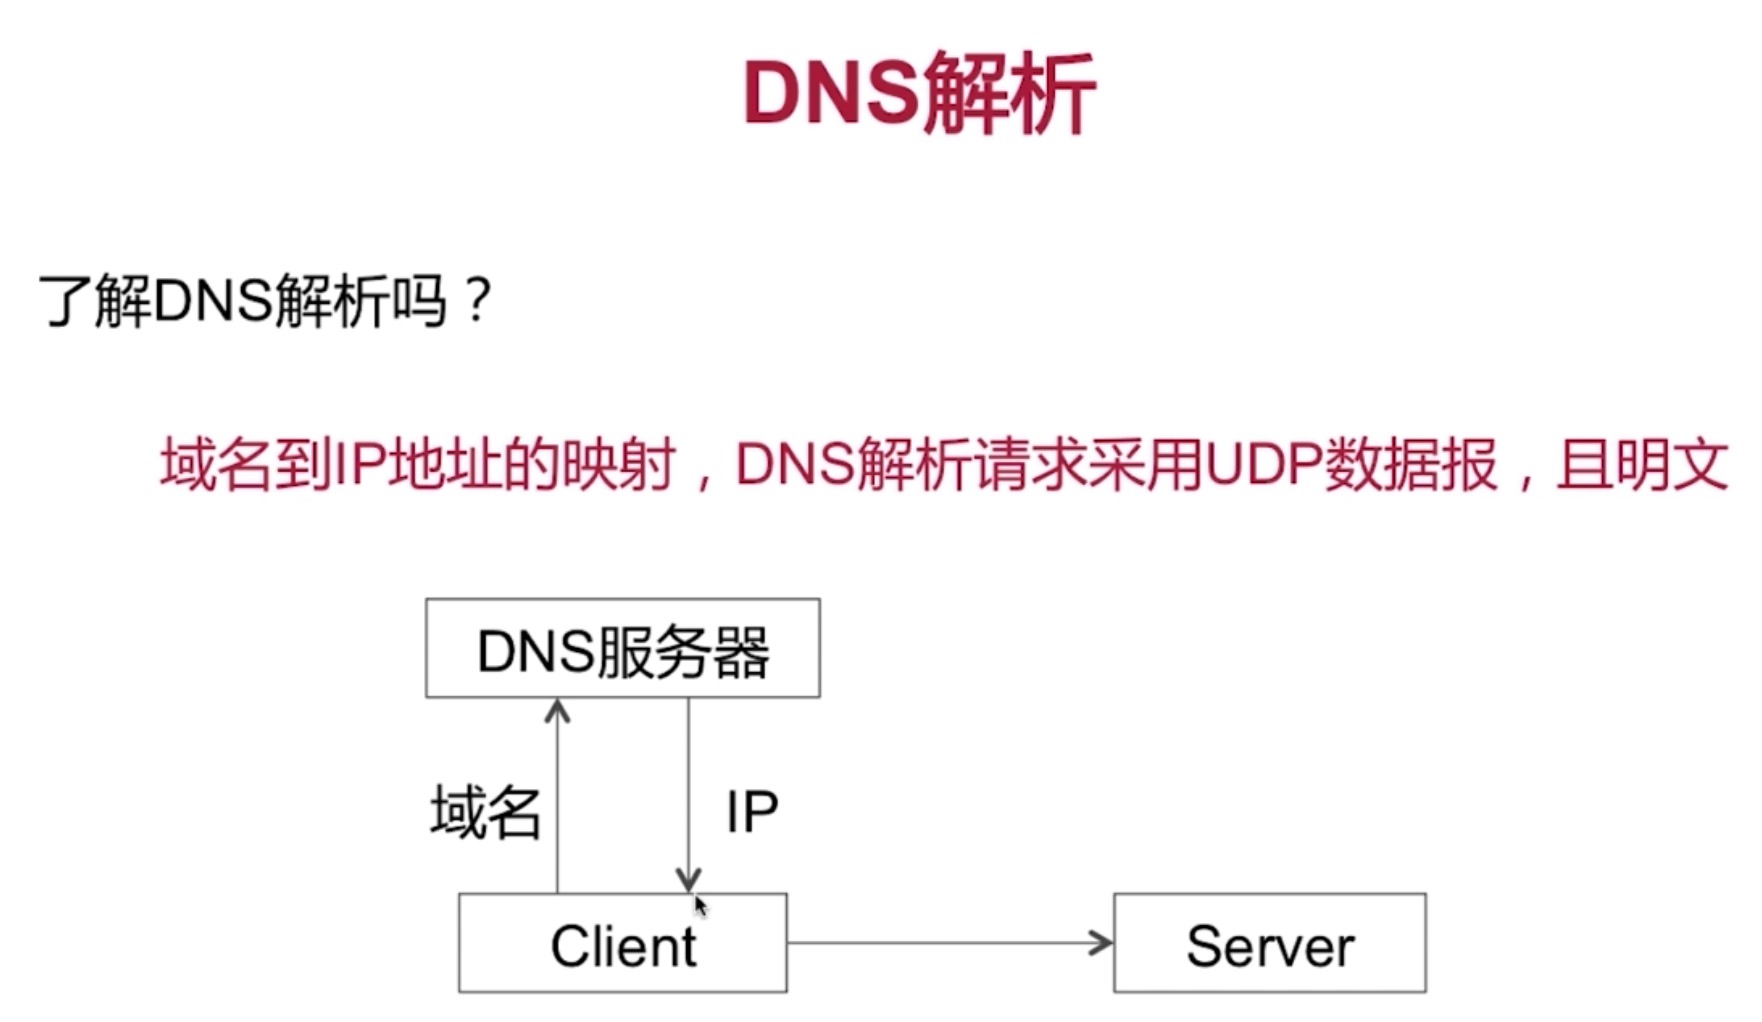 DNS解析
了解DNS解析吗？
域名到IP地址的映射，DNS解析请求采用UDP数据报，且明文
DNS服务器
域名
IP
Client
Server